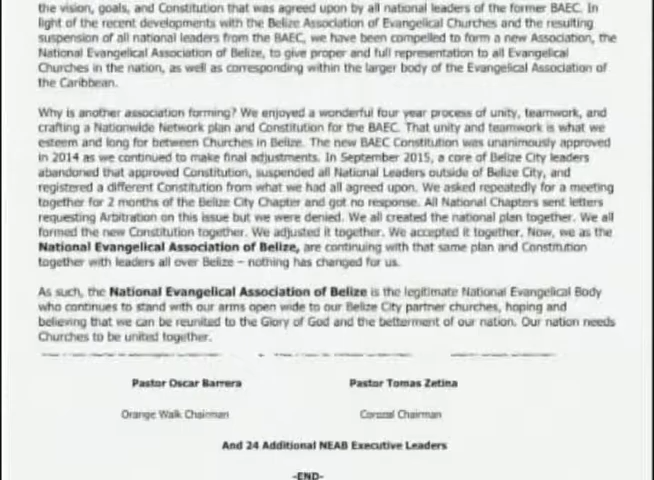 the vision, goals, and Constitution that was agreed upon by all national leaders of the former BAEC. In
light of the recent developments with the Belize Association of Evangelical Churches and the resulting
suspension of all national leaders from the BAEC, we have been compelled to form a new Association, the
National Evangelical Association of Belize, to give proper and full representation to all Evangelical
Churches in the nation, as well as corresponding within the larger body of the Evangelical Association of
the Caribbean.
Why is another association forming? We enjoyed a wonderful four year process of unity, teamwork, and
crafting a Nationwide Network plan and Constitution for the BAEC. That unity and teamwork is what we
esteem and long for between Churches in Belize. The new BAEC Constitution was unanimously approved
in 2014 as we continued to make final adjustments. In September 2015, a core of Belize City leaders
abandoned that approved Constitution, suspended all National Leaders outside of Belize City, and
registered a different Constitution from what we had all agreed upon. We asked repeatedly for a meeting
together for 2 months of the Belize City Chapter and got no response. All National Chapters sent letters
requesting Arbitration on this issue but we were denied. We all created the national plan together. We all
formed the new Constitution together. We adjusted it together. We accepted it together. Now, we as the
National Evangelical Association of Belize, are continuing with that same plan and Constitution
together with leaders all over Belize – nothing has changed for us.
As such, the National Evangelical Association of Belize is the legitimate National Evangelical Body
who continues to stand with our arms open wide to our Belize City partner churches, hoping and
believing that we can be reunited to the Glory of God and the betterment of our nation. Our nation needs
Churches to be united together.
Pastor Oscar Barrera Pastor Tomas Zetina
Orange Walk Chairman Corozal Chairman
And 24 Additional NEAB Executive Leaders
-END-